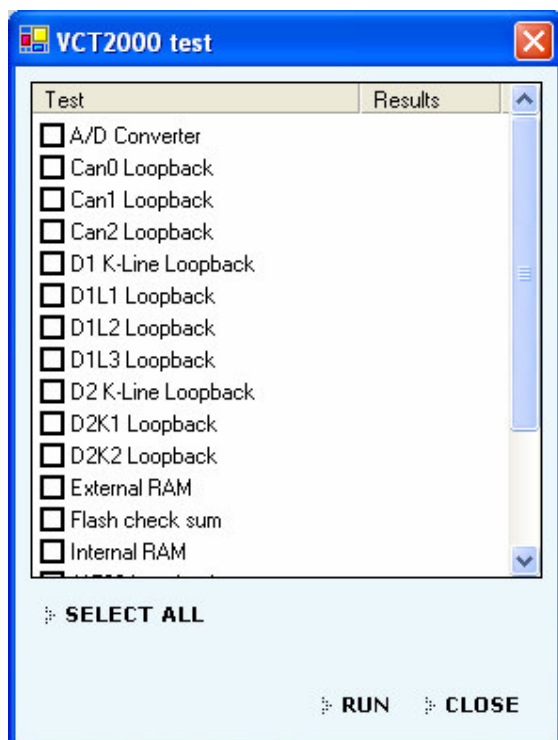 VCT2000 test
Test Results
A/D Converter
Can0 Loopback
Can1 Loopback
Can2 Loopback
D1 K-Line Loopback
D1L1 Loopback
D1L2 Loopback
D1L3 Loopback
D2 K-Line Loopback
D2K1 Loopback
D2K2 Loopback
External RAM
Flash check sum
Internal RAM
SELECT ALL
RUN CLOSE